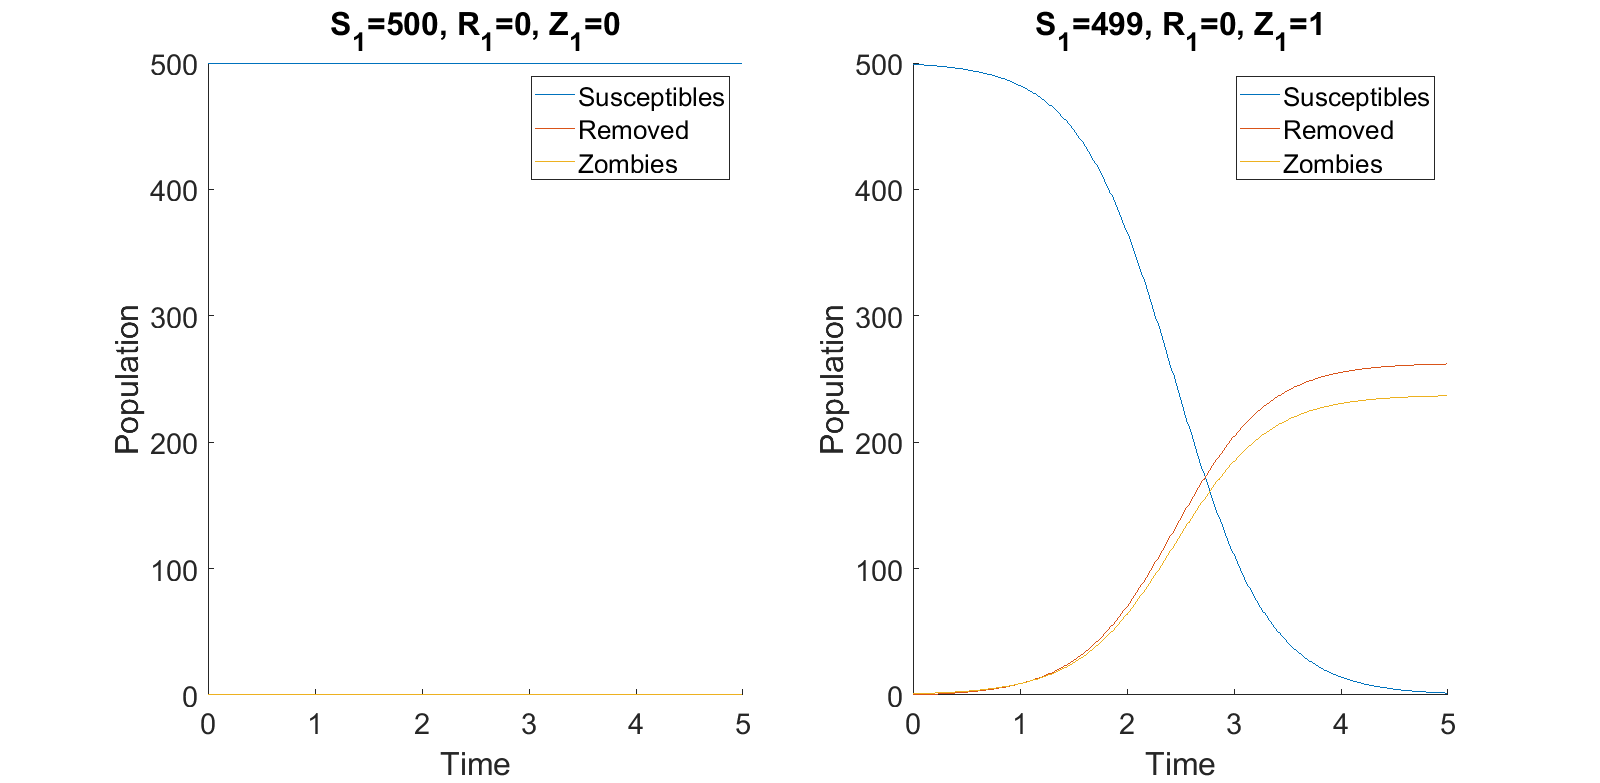 S1=500, R1=0, Z1=0
500
400
300
200
100
0
Population
0 1 2 3 4 5
Time
Susceptibles
Removed
Zombies
S1=499, R1=0, Z1=1
500
400
300
200
100
0
Population
0 1 2 3 4 5
Time
Susceptibles
Removed
Zombies